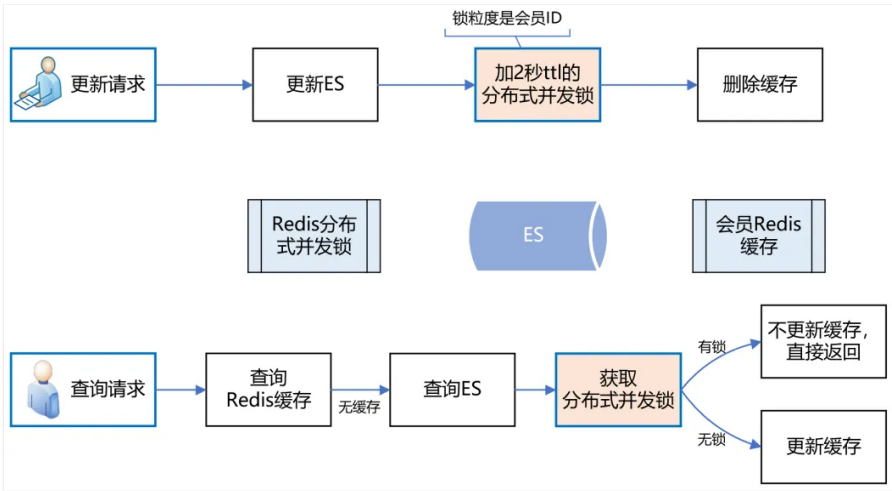 锁粒度是会员ID
更新请求
更新ES
加2秒ttl的
分布式并发锁
删除缓存
Redis分布
式并发锁
ES
会员Redis
缓存
查询请求
查询
Redis缓存
无缓存
查询ES
获取
分布式并发锁
有锁
不更新缓存，
直接返回
无锁
更新缓存